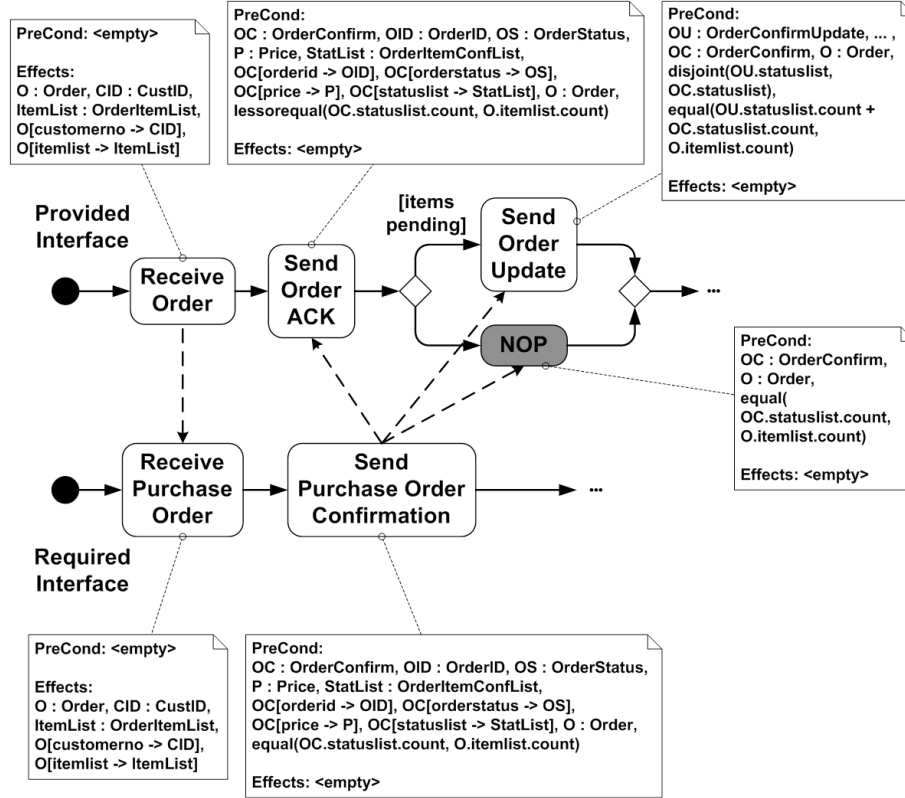 PreCond: <empty>
Effects:
O : Order, CID : CustID,
ItemList : OrderItemList,
O[customerno -> CID],
O[itemlist -> ItemList]
PreCond:
OC : OrderConfirm, OID : OrderID, OS : OrderStatus,
P : Price, StatList : OrderItemConfList,
OC[orderid -> OID], OC[orderstatus -> OS],
OC[price -> P], OC[statuslist -> StatList], O : Order,
lessorequal(OC.statuslist.count, O.itemlist.count)
Effects: <empty>
PreCond:
OU : OrderConfirmUpdate, ... ,
OC : OrderConfirm, O : Order,
disjoint(OU.statuslist,
OC.statuslist),
equal(OU.statuslist.count +
OC.statuslist.count,
O.itemlist.count)
Effects: <empty>
Provided
Interface
Receive
Order
Send
Order
ACK
[items
pending]
Send
Order
Update
...
NOP
PreCond:
OC : OrderConfirm,
O : Order,
equal(
OC.statuslist.count,
O.itemlist.count)
Effects: <empty>
Receive
Purchase
Order
Send
Purchase Order
Confirmation
...
Required
Interface
PreCond: <empty>
Effects:
O : Order, CID : CustID,
ItemList : OrderItemList,
O[customerno -> CID],
O[itemlist -> ItemList]
PreCond:
OC : OrderConfirm, OID : OrderID, OS : OrderStatus,
P : Price, StatList : OrderItemConfList,
OC[orderid -> OID], OC[orderstatus -> OS],
OC[price -> P], OC[statuslist -> StatList], O : Order,
equal(OC.statuslist.count, O.itemlist.count)
Effects: <empty>